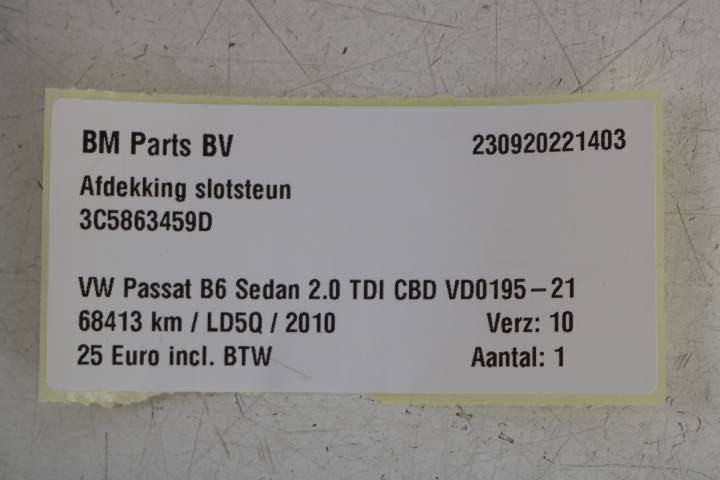 BM Parts BV 230920221403
Afdekking slotsteun
3C5863459D
VW Passat B6 Sedan 2.0 TDI CBD VD0195-21
68413 km / LD5Q / 2010 Verz: 10
25 Euro incl. BTW Aantal: 1